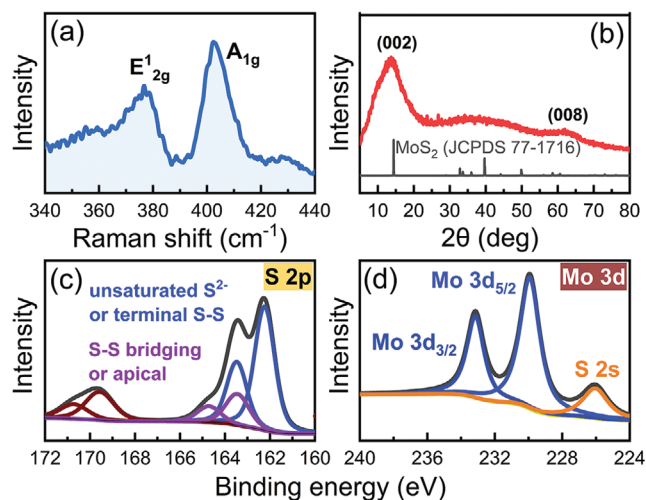 (a)
E¹₂g
A₁g
Intensity
340 360 380 400 420 440
Raman shift (cm⁻¹)
(b)
(002)
(008)
MoS₂ (JCPDS 77-1716)
Intensity
10 20 30 40 50 60 70 80
2θ (deg)
(c)
S 2p
unsaturated S²⁻
or terminal S-S
S-S bridging
or apical
Intensity
172 170 168 166 164 162 160
(d)
Mo 3d
Mo 3d₅/₂
Mo 3d₃/₂
S 2s
Intensity
240 236 232 228 224
Binding energy (eV)